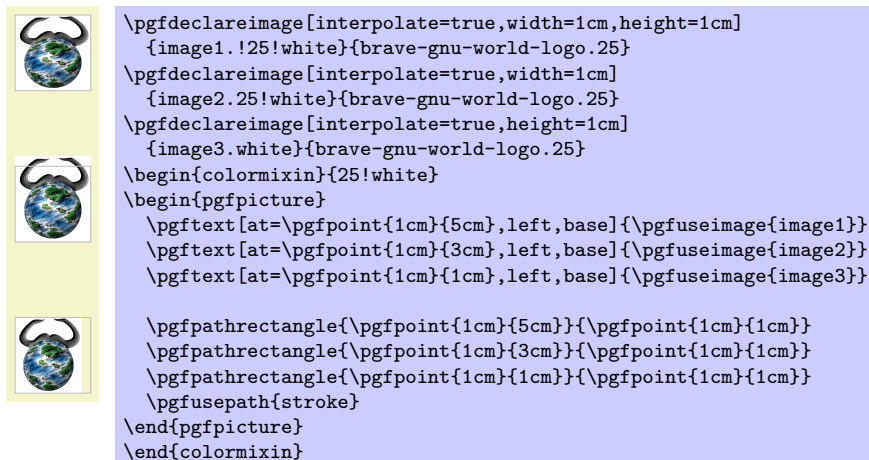 \pgfdeclareimage[interpolate=true,width=1cm,height=1cm]
  {image1.!25!white}{brave-gnu-world-logo.25}
\pgfdeclareimage[interpolate=true,width=1cm]
  {image2.25!white}{brave-gnu-world-logo.25}
\pgfdeclareimage[interpolate=true,height=1cm]
  {image3.white}{brave-gnu-world-logo.25}
\begin{colormixin}{25!white}
\begin{pgfpicture}
  \pgftext[at=\pgfpoint{1cm}{5cm},left,base]{\pgfuseimage{image1}}
  \pgftext[at=\pgfpoint{1cm}{3cm},left,base]{\pgfuseimage{image2}}
  \pgftext[at=\pgfpoint{1cm}{1cm},left,base]{\pgfuseimage{image3}}

  \pgfpathrectangle{\pgfpoint{1cm}{5cm}}{\pgfpoint{1cm}{1cm}}
  \pgfpathrectangle{\pgfpoint{1cm}{3cm}}{\pgfpoint{1cm}{1cm}}
  \pgfpathrectangle{\pgfpoint{1cm}{1cm}}{\pgfpoint{1cm}{1cm}}
  \pgfusepath{stroke}
\end{pgfpicture}
\end{colormixin}